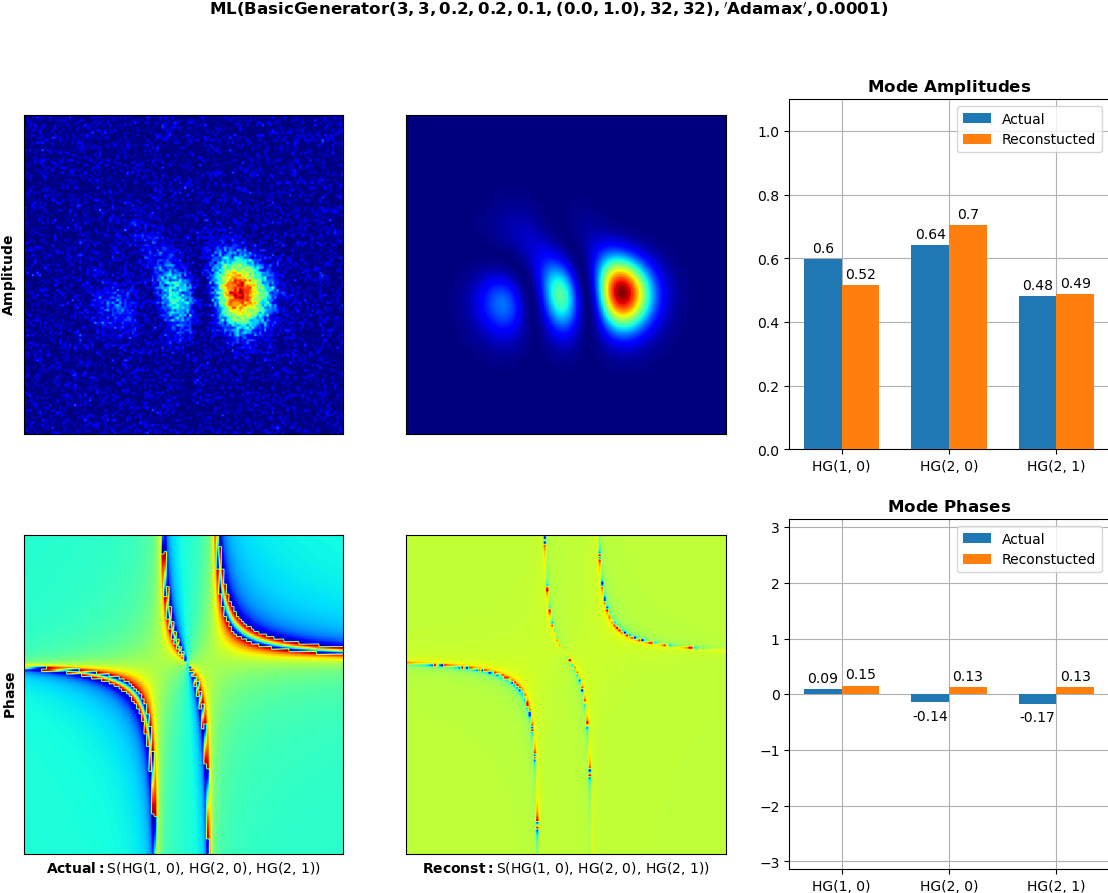 ML(BasicGenerator(3, 3, 0.2, 0.2, 0.1, (0.0, 1.0), 32, 32), 'Adamax', 0.0001)
Amplitude
Mode Amplitudes
Actual
Reconstucted
1.0
0.8
0.6
0.4
0.2
0.0
0.6
0.52
0.64
0.7
0.48
0.49
HG(1, 0)
HG(2, 0)
HG(2, 1)
Phase
Actual: S(HG(1, 0), HG(2, 0), HG(2, 1))
Reconst: S(HG(1, 0), HG(2, 0), HG(2, 1))
Mode Phases
Actual
Reconstucted
3
2
1
0
−1
−2
−3
0.09
0.15
-0.14
0.13
-0.17
0.13
HG(1, 0)
HG(2, 0)
HG(2, 1)